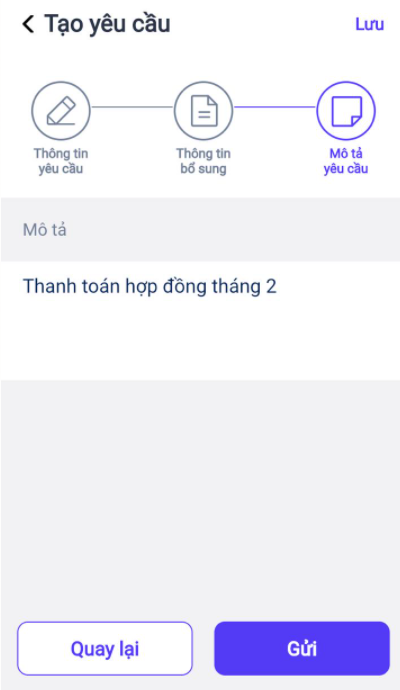 Tạo yêu cầu
Lưu
Thông tin
yêu cầu
Thông tin
bổ sung
Mô tả
yêu cầu
Mô tả
Thanh toán hợp đồng tháng 2
Quay lại
Gửi